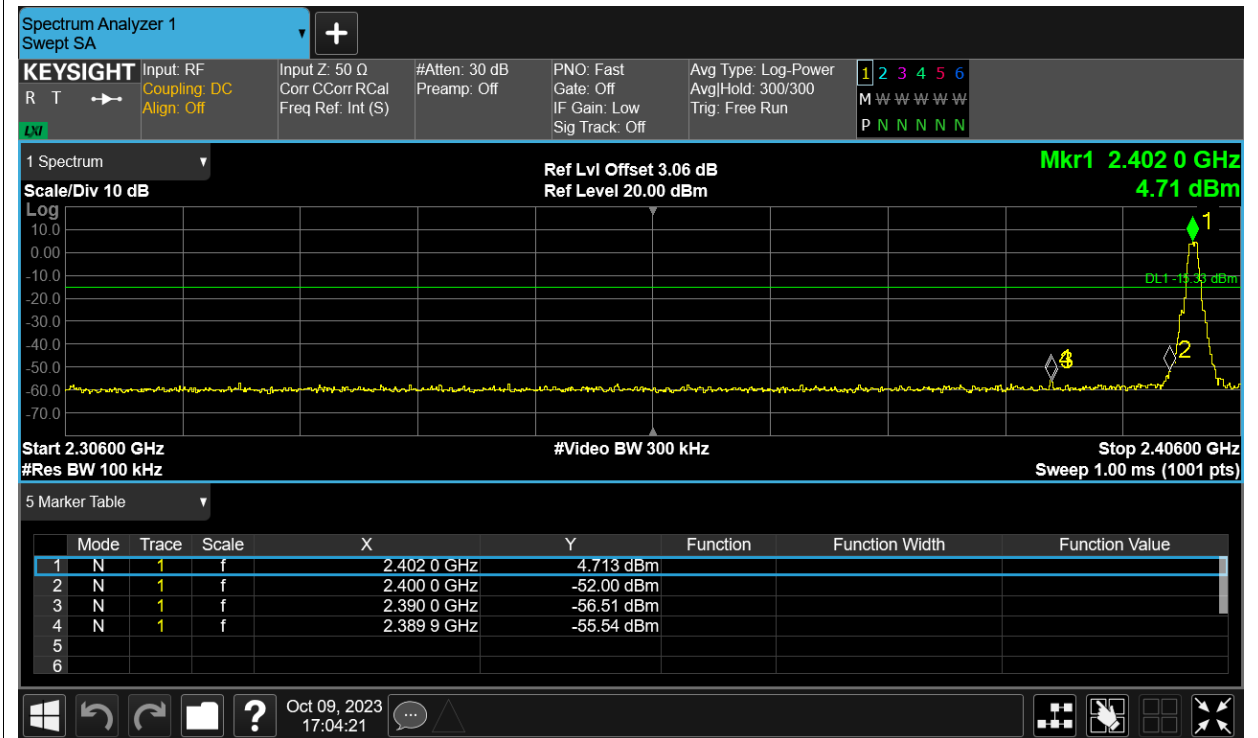 Spectrum Analyzer 1
Swept SA
KEYSIGHT
R T
LXI
Input: RF
Coupling: DC
Align: Off
Input Z: 50 Ω
Corr CCorr RCal
Freq Ref: Int (S)
#Atten: 30 dB
Preamp: Off
PNO: Fast
Gate: Off
IF Gain: Low
Sig Track: Off
Avg Type: Log-Power
Avg|Hold: 300/300
Trig: Free Run
1 2 3 4 5 6
M W W W W W
P N N N N N
1 Spectrum
Scale/Div 10 dB
Ref Lvl Offset 3.06 dB
Ref Level 20.00 dBm
Mkr1 2.402 0 GHz
4.71 dBm
Log
10.0
0.00
-10.0
-20.0
-30.0
-40.0
-50.0
-60.0
-70.0
1
DL1 -15.33 dBm
2
Start 2.30600 GHz
#Res BW 100 kHz
#Video BW 300 kHz
Stop 2.40600 GHz
Sweep 1.00 ms (1001 pts)
5 Marker Table
Mode Trace Scale X Y Function Function Width Function Value
1 N 1 f 2.402 0 GHz 4.713 dBm
2 N 1 f 2.400 0 GHz -52.00 dBm
3 N 1 f 2.390 0 GHz -56.51 dBm
4 N 1 f 2.389 9 GHz -55.54 dBm
5
6
?
Oct 09, 2023
17:04:21